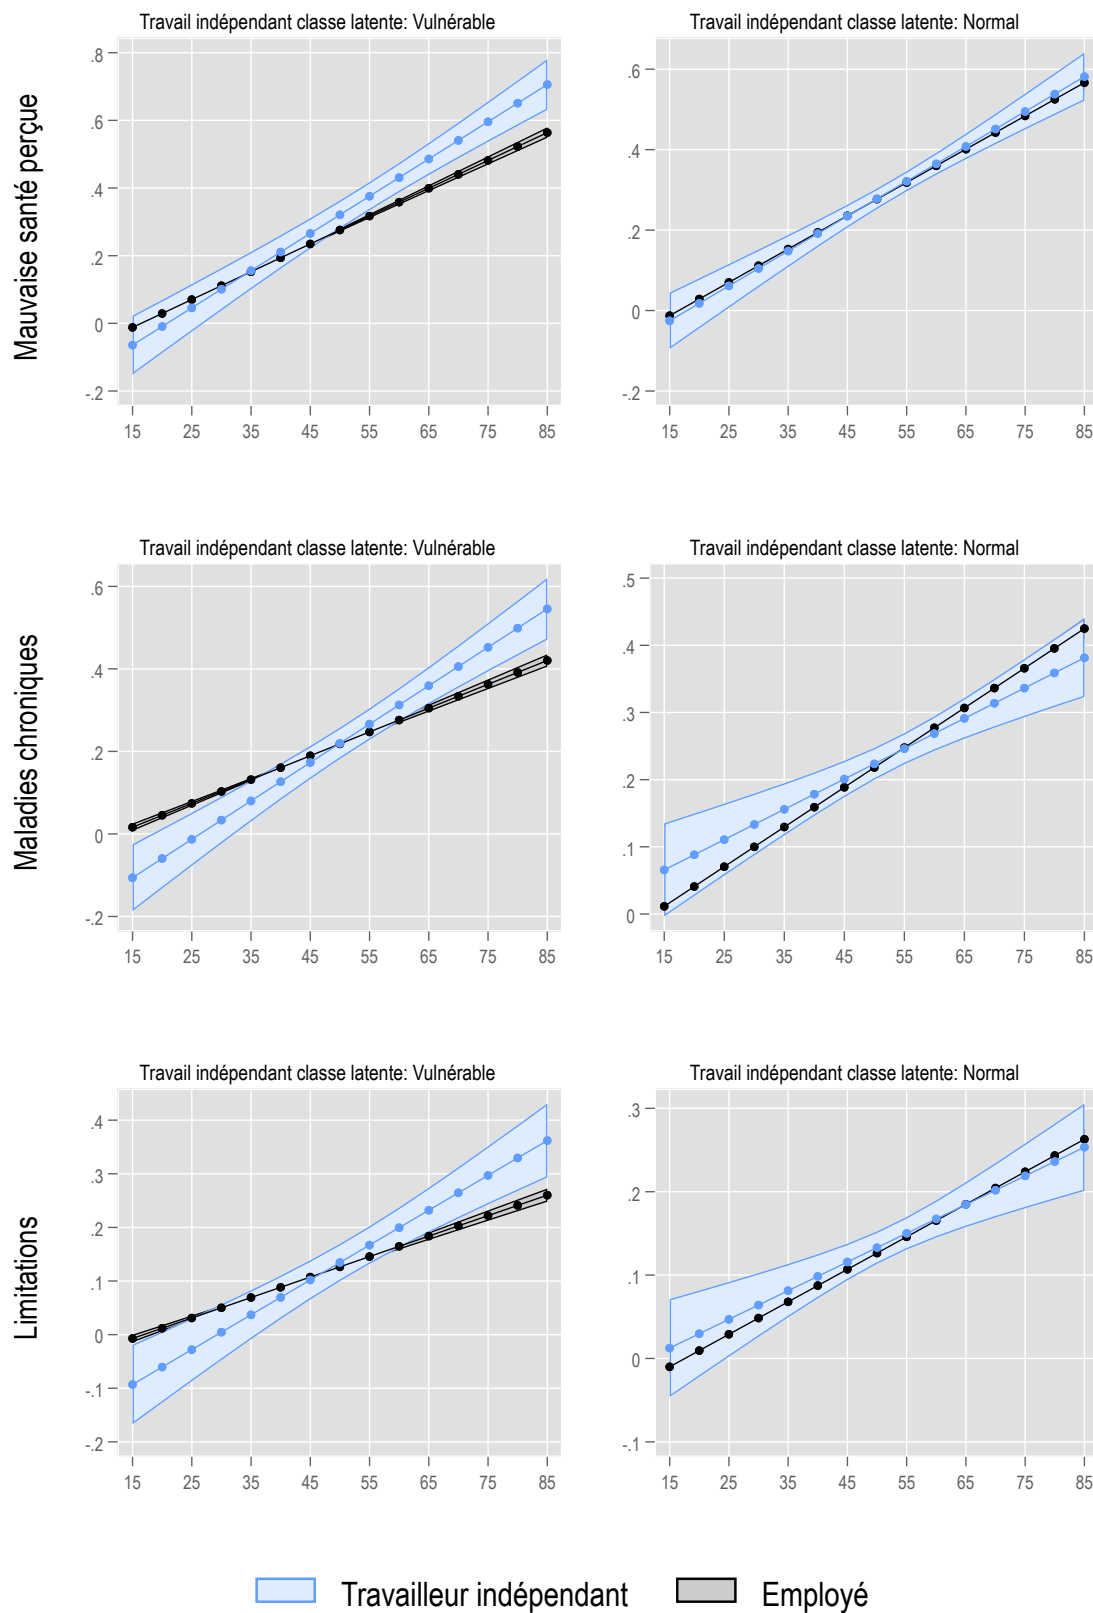 Travail indépendant classe latente: Vulnérable
Travail indépendant classe latente: Normal
Mauvaise santé perçue
.8
.6
.4
.2
0
-.2
15 25 35 45 55 65 75 85
.6
.4
.2
0
-.2
15 25 35 45 55 65 75 85
Travail indépendant classe latente: Vulnérable
Travail indépendant classe latente: Normal
Maladies chroniques
.6
.4
.2
0
-.2
15 25 35 45 55 65 75 85
.5
.4
.3
.2
.1
0
15 25 35 45 55 65 75 85
Travail indépendant classe latente: Vulnérable
Travail indépendant classe latente: Normal
Limitations
.4
.3
.2
.1
0
-.1
-.2
15 25 35 45 55 65 75 85
.3
.2
.1
0
-.1
15 25 35 45 55 65 75 85
Travailleur indépendant
Employé